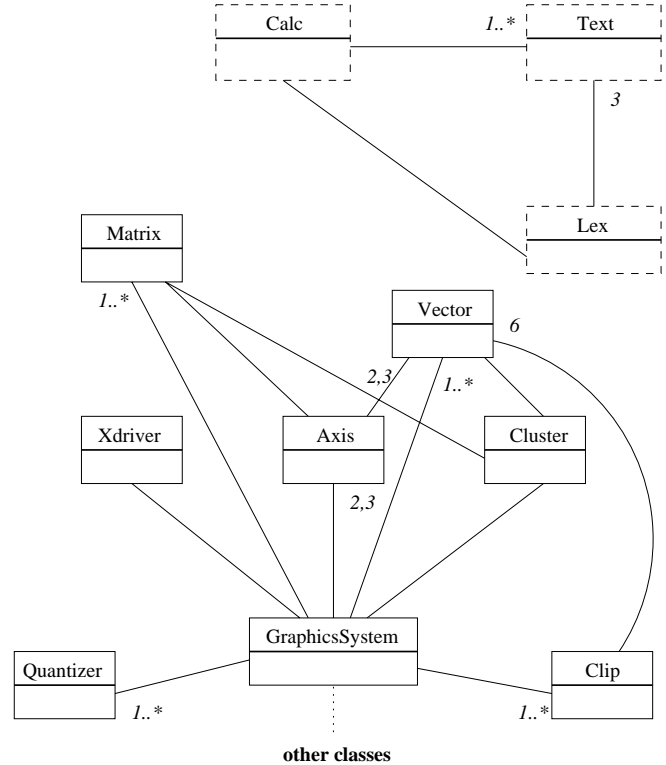 Calc
1..*
Text
3
Lex
Matrix
1..*
Vector
6
2,3
1..*
Xdriver
Axis
Cluster
2,3
GraphicsSystem
Quantizer
Clip
1..*
1..*
other classes